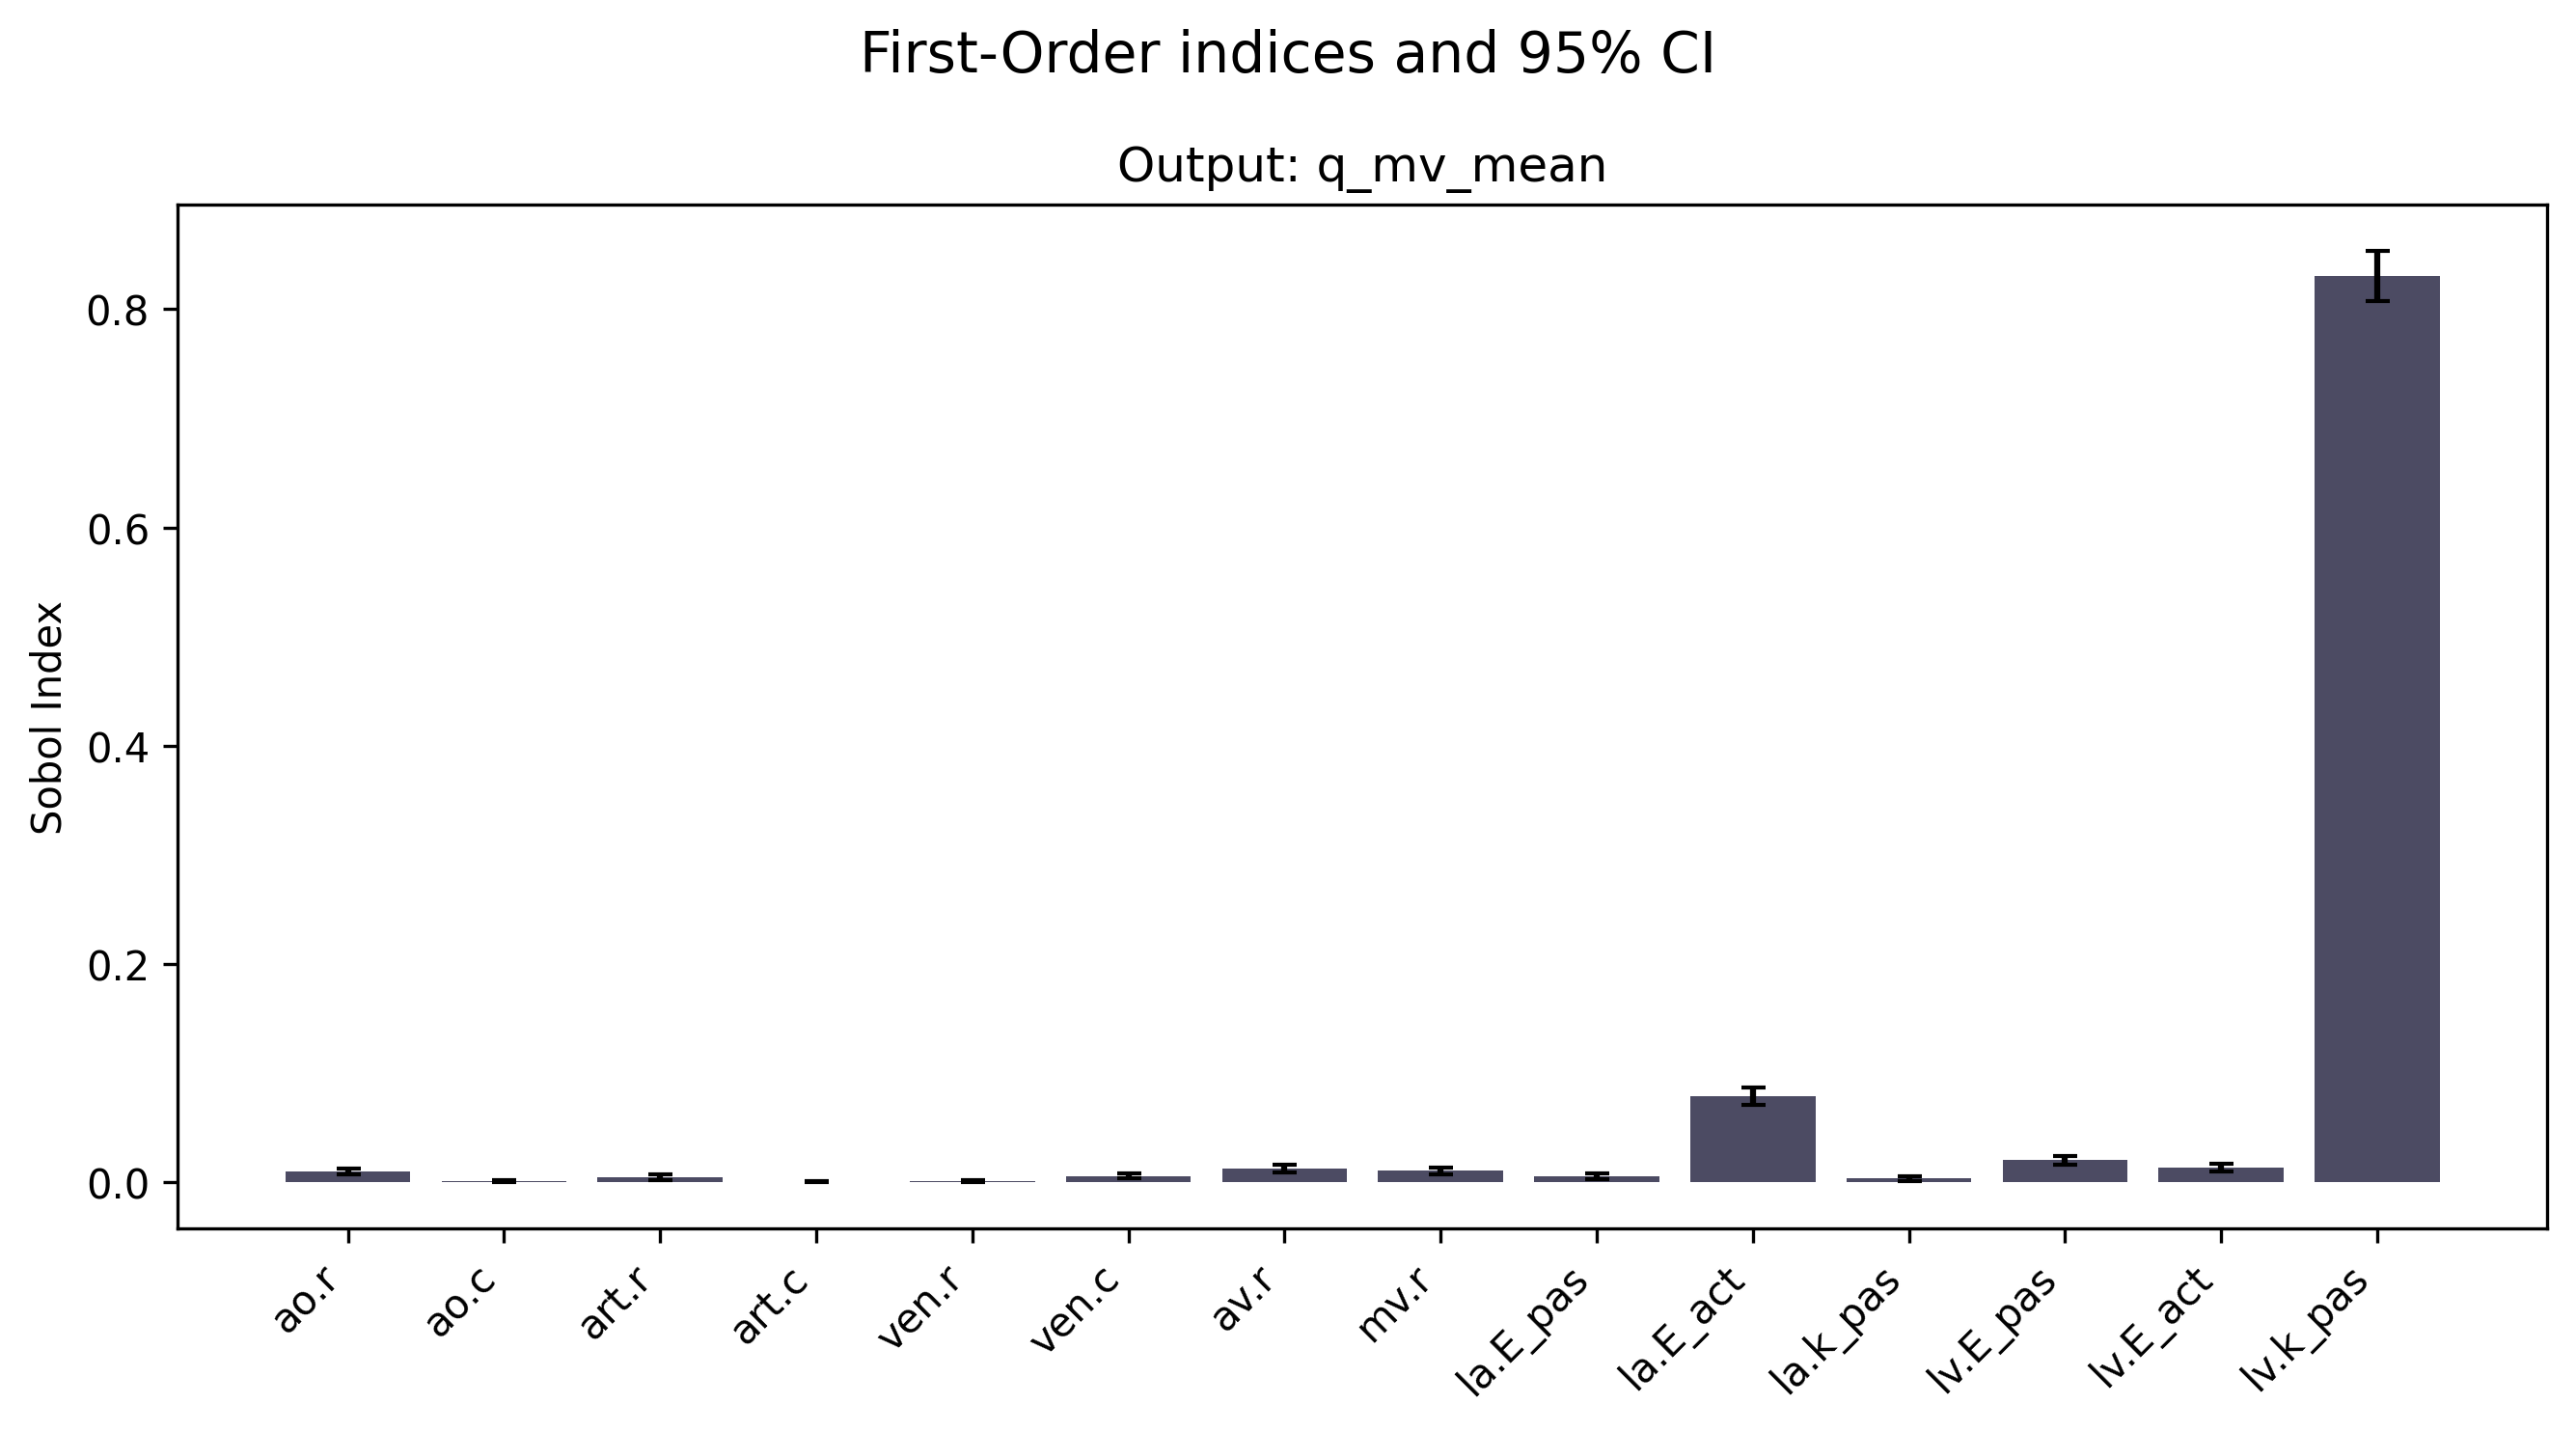 First-Order indices and 95% CI
Output: q_mv_mean
Sobol Index
0.8
0.6
0.4
0.2
0.0
ao.r
ao.c
art.r
art.c
ven.r
ven.c
av.r
mv.r
la.E_pas
la.E_act
la.k_pas
lv.E_pas
lv.E_act
lv.k_pas